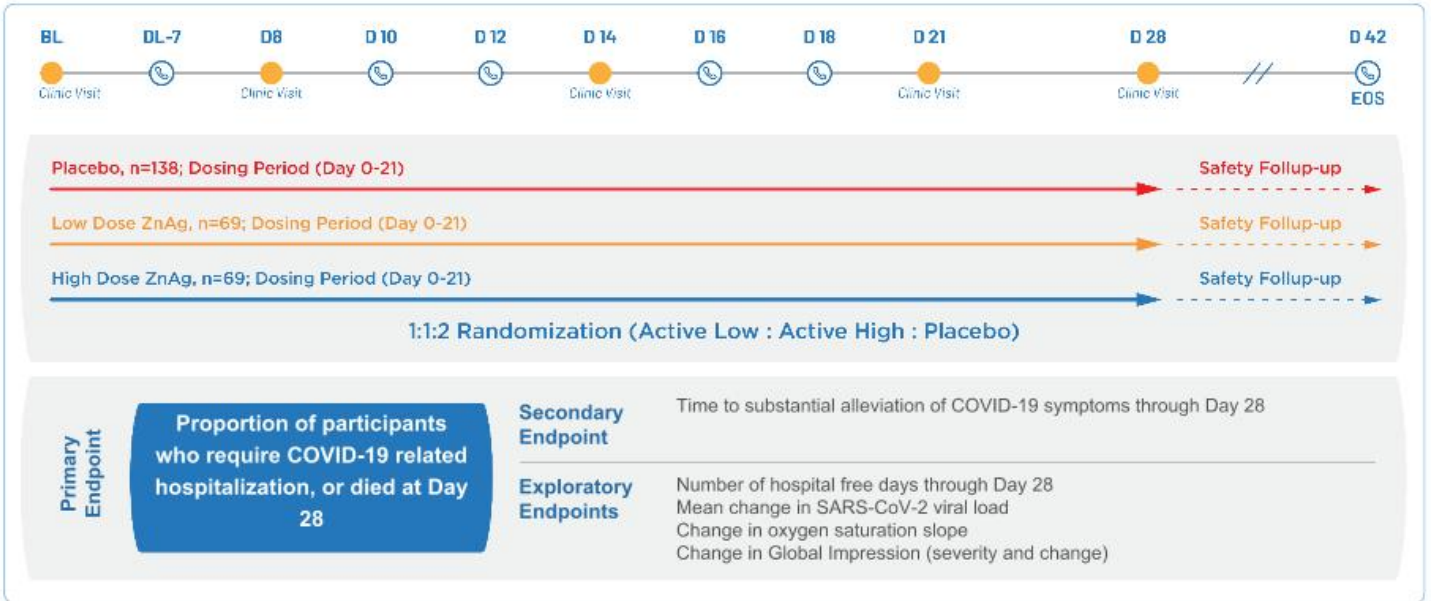 BL DL-7 D8 D 10 D 12 D 14 D 16 D 18 D 21 D 28 D 42
Clinic Visit Clinic Visit Clinic Visit Clinic Visit Clinic Visit EOS
Placebo, n=138; Dosing Period (Day 0-21) Safety Follup-up
Low Dose ZnAg, n=69; Dosing Period (Day 0-21) Safety Follup-up
High Dose ZnAg, n=69; Dosing Period (Day 0-21) Safety Follup-up
1:1:2 Randomization (Active Low : Active High : Placebo)
Primary
Endpoint
Proportion of participants
who require COVID-19 related
hospitalization, or died at Day
28
Secondary
Endpoint
Time to substantial alleviation of COVID-19 symptoms through Day 28
Exploratory
Endpoints
Number of hospital free days through Day 28
Mean change in SARS-CoV-2 viral load
Change in oxygen saturation slope
Change in Global Impression (severity and change)